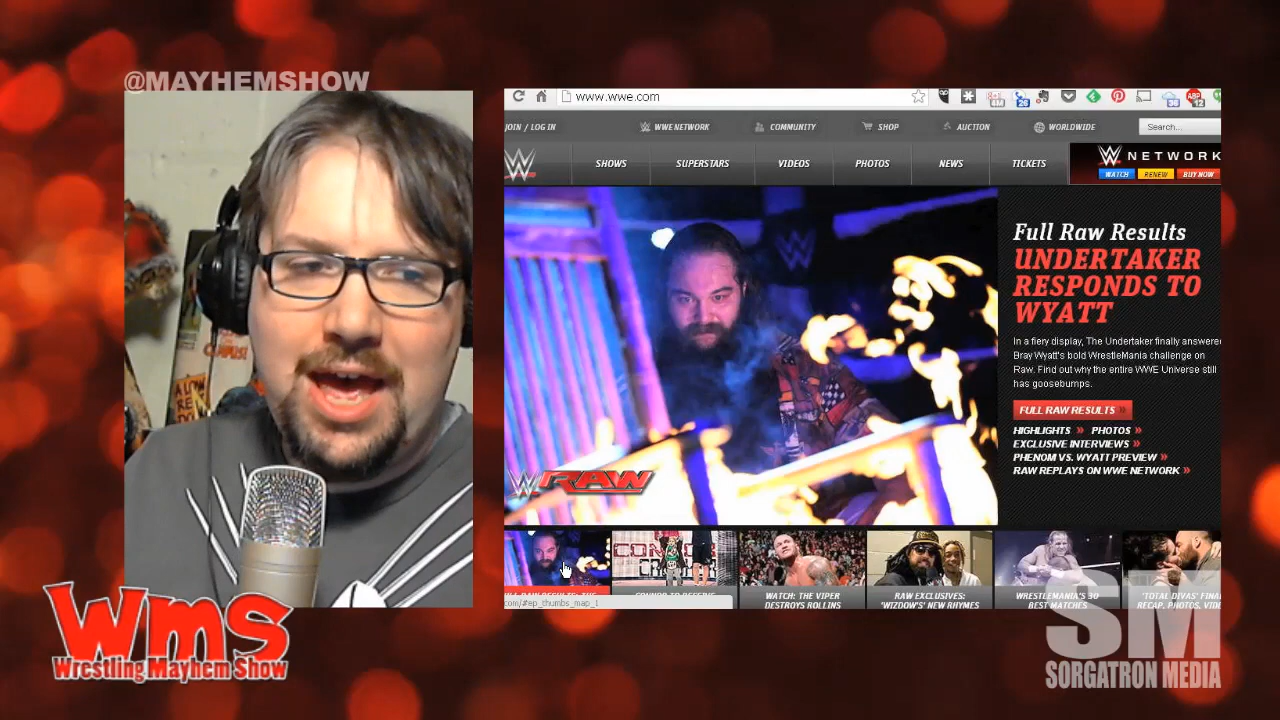 @MAYHEMSHOW
www.wwe.com
JOIN / LOG IN
WWE NETWORK
COMMUNITY
SHOP
AUCTION
WORLDWIDE
Search...
SHOWS
SUPERSTARS
VIDEOS
PHOTOS
NEWS
TICKETS
NETWORK
WATCH
RENEW
BUY NOW
Full Raw Results
UNDERTAKER
RESPONDS TO
WYATT
In a fiery display, The Undertaker finally answere
Bray Wyatt's bold WrestleMania challenge on
Raw. Find out why the entire WWE Universe still
has goosebumps.
FULL RAW RESULTS »
HIGHLIGHTS » PHOTOS »
EXCLUSIVE INTERVIEWS »
PHENOM VS. WYATT PREVIEW »
RAW REPLAYS ON WWE NETWORK »
RAW
WATCH: THE VIPER
DESTROYS ROLLINS
RAW EXCLUSIVES:
'WIZDOW'S' NEW RHYMES
WRESTLEMANIA'S 30
BEST MATCHES
'TOTAL DIVAS' FINA
RECAP, PHOTOS, VID
com/#ep_thumbs_map_1
WMS
Wrestling Mayhem Show
SM
SORGATRON MEDIA